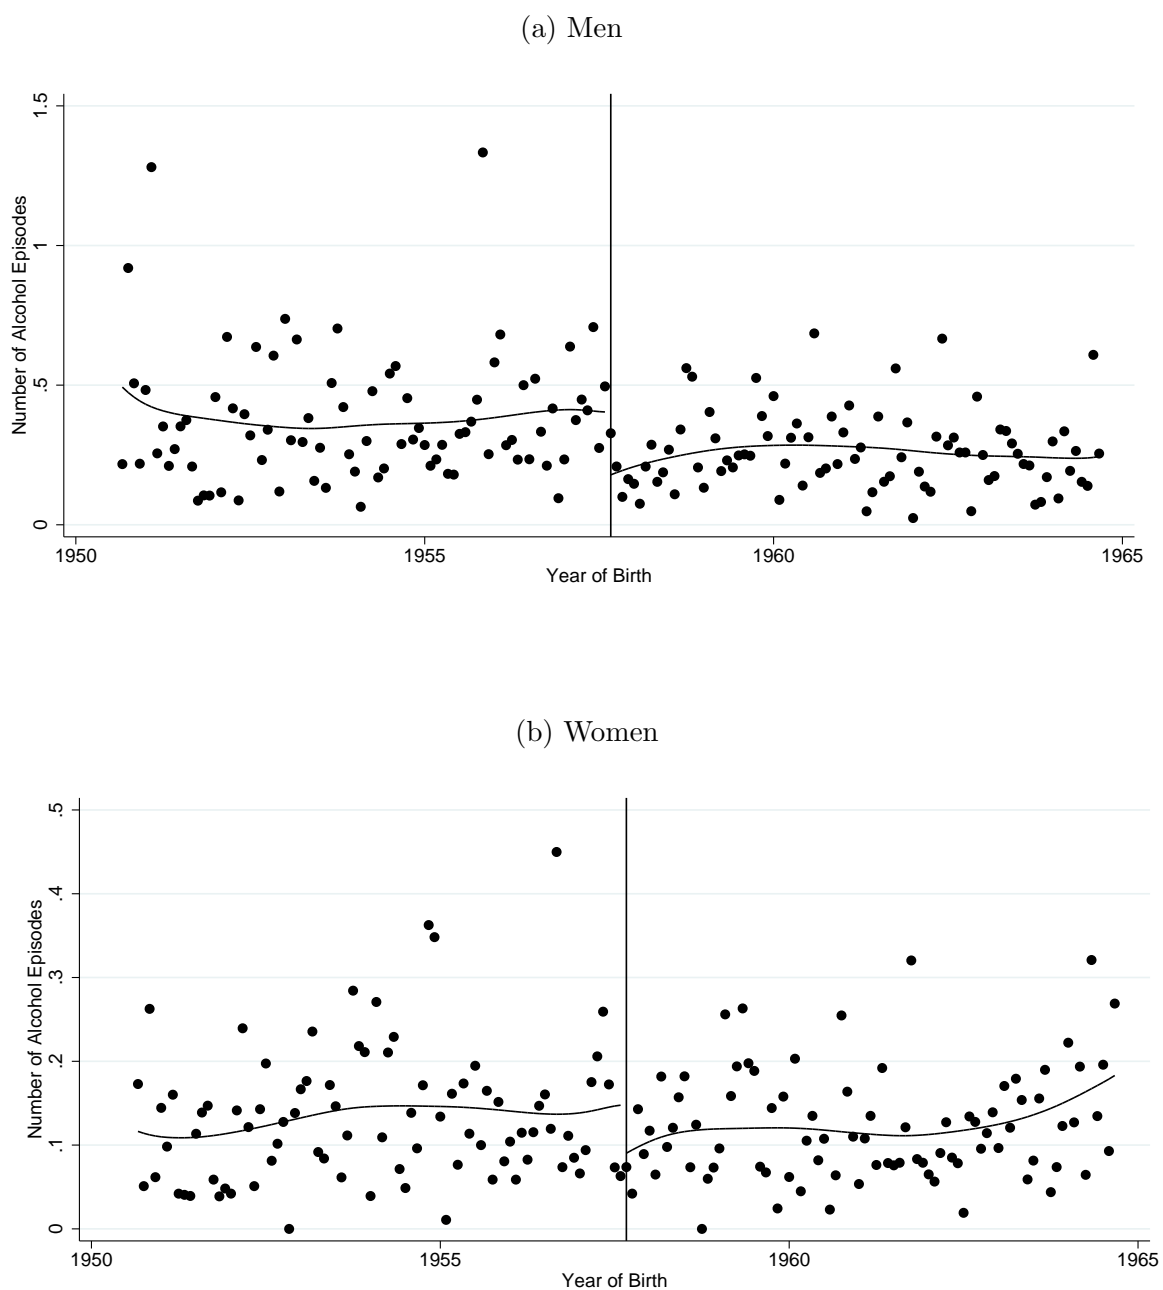 (a) Men
1.5
1
.5
0
Number of Alcohol Episodes
1950 1955 1960 1965
Year of Birth
(b) Women
.5
.4
.3
.2
.1
0
Number of Alcohol Episodes
1950 1955 1960 1965
Year of Birth